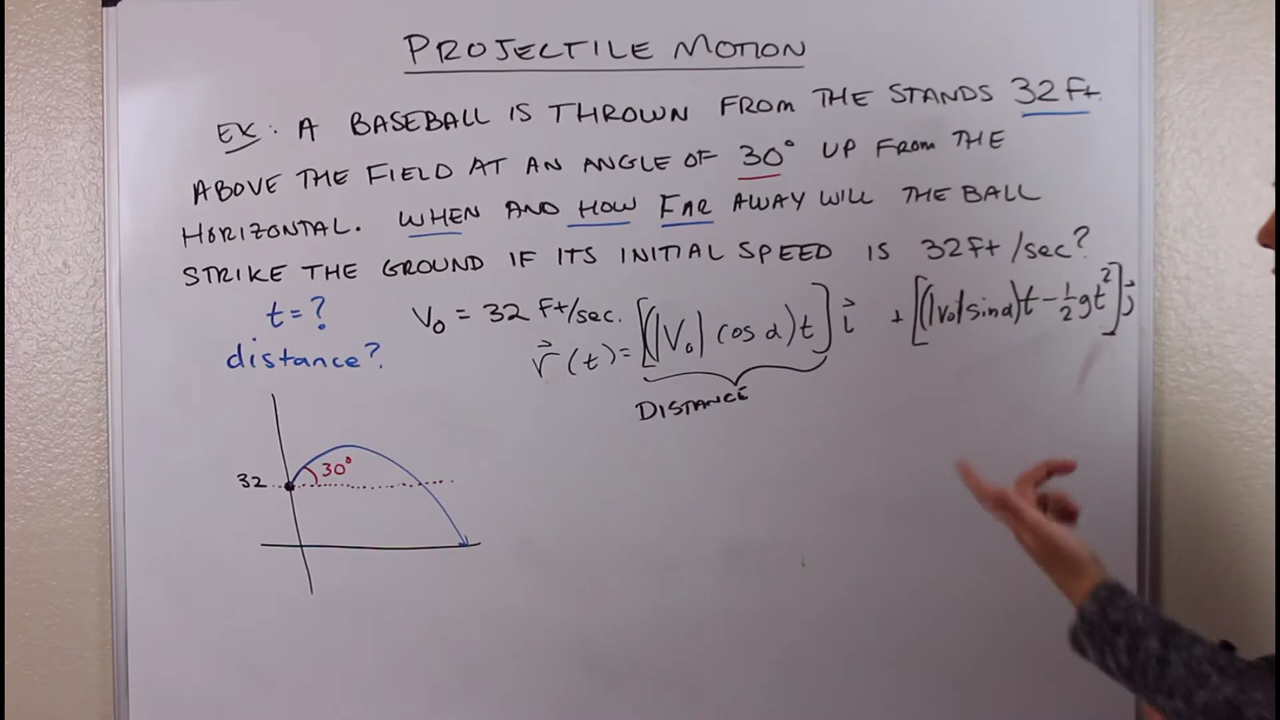 PROJECTILE MOTION
EX: A BASEBALL IS THROWN FROM THE STANDS 32 Ft.
ABOVE THE FIELD AT AN ANGLE OF 30° UP FROM THE
HORIZONTAL. WHEN AND HOW FAR AWAY WILL THE BALL
STRIKE THE GROUND IF ITS INITIAL SPEED IS 32 Ft/sec?
t=? V₀ = 32 Ft/sec.
r⃗(t) = [(|V₀| cos α)t] i⃗ + [(|V₀|sin α)t - ½gt²] j⃗
distance?
DISTANCE
30°
32